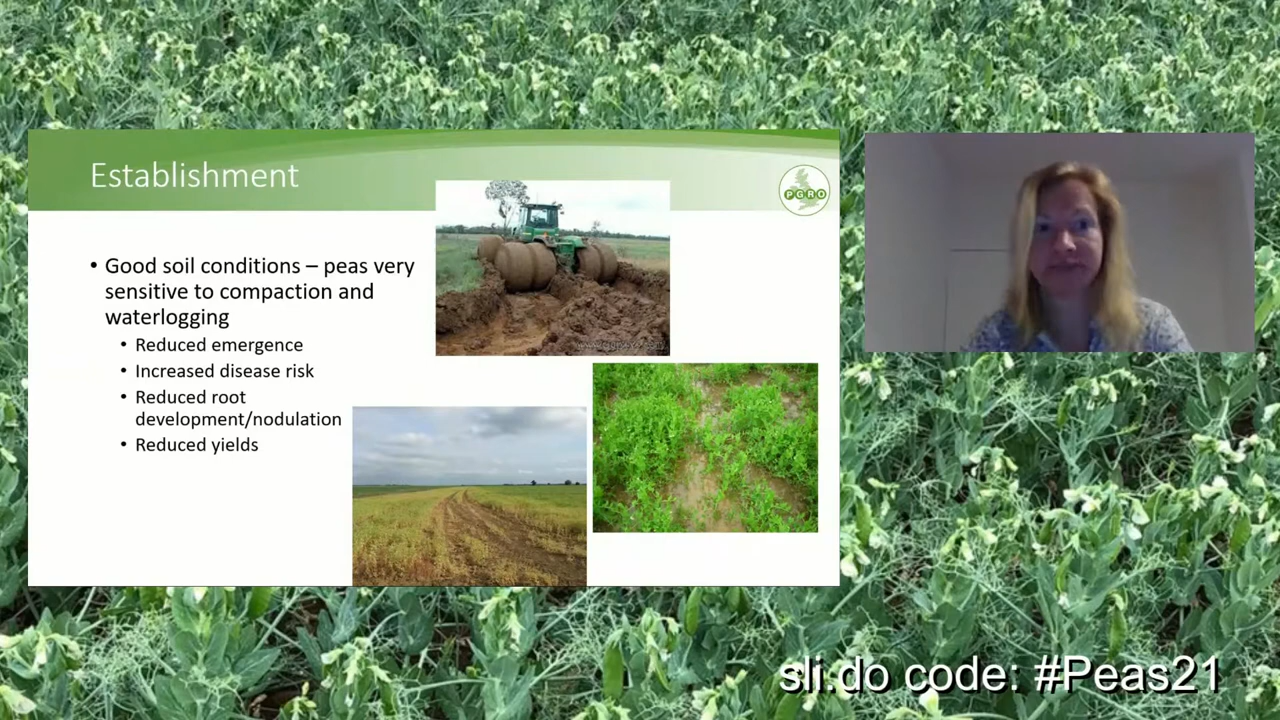 Establishment
PGRO
• Good soil conditions – peas very
sensitive to compaction and
waterlogging
• Reduced emergence
• Increased disease risk
• Reduced root
development/nodulation
• Reduced yields
sli.do code: #Peas21